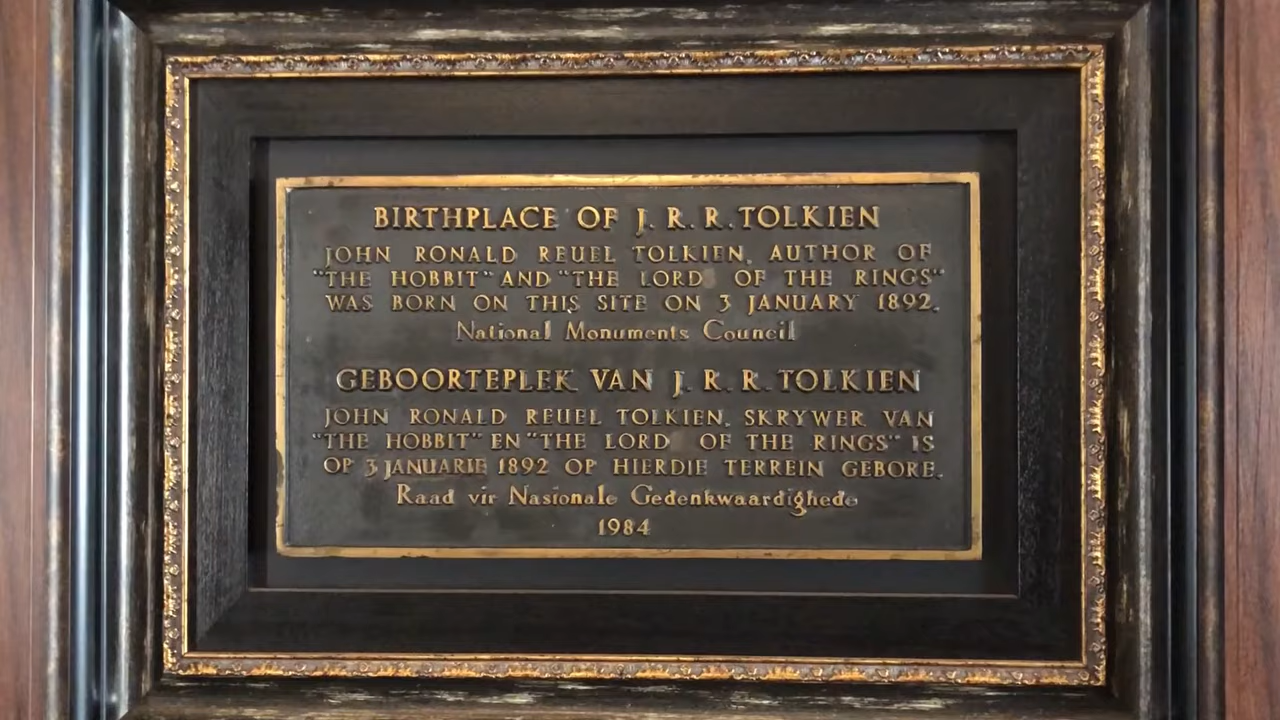 BIRTHPLACE OF J. R. R. TOLKIEN
JOHN RONALD REUEL TOLKIEN, AUTHOR OF
"THE HOBBIT" AND "THE LORD OF THE RINGS"
WAS BORN ON THIS SITE ON 3 JANUARY 1892.
National Monuments Council
GEBOORTEPLEK VAN J. R. R. TOLKIEN
JOHN RONALD REUEL TOLKIEN, SKRYWER VAN
"THE HOBBIT" EN "THE LORD OF THE RINGS" IS
OP 3 JANUARIE 1892 OP HIERDIE TERREIN GEBORE.
Raad vir Nasionale Gedenkwaardighede
1984